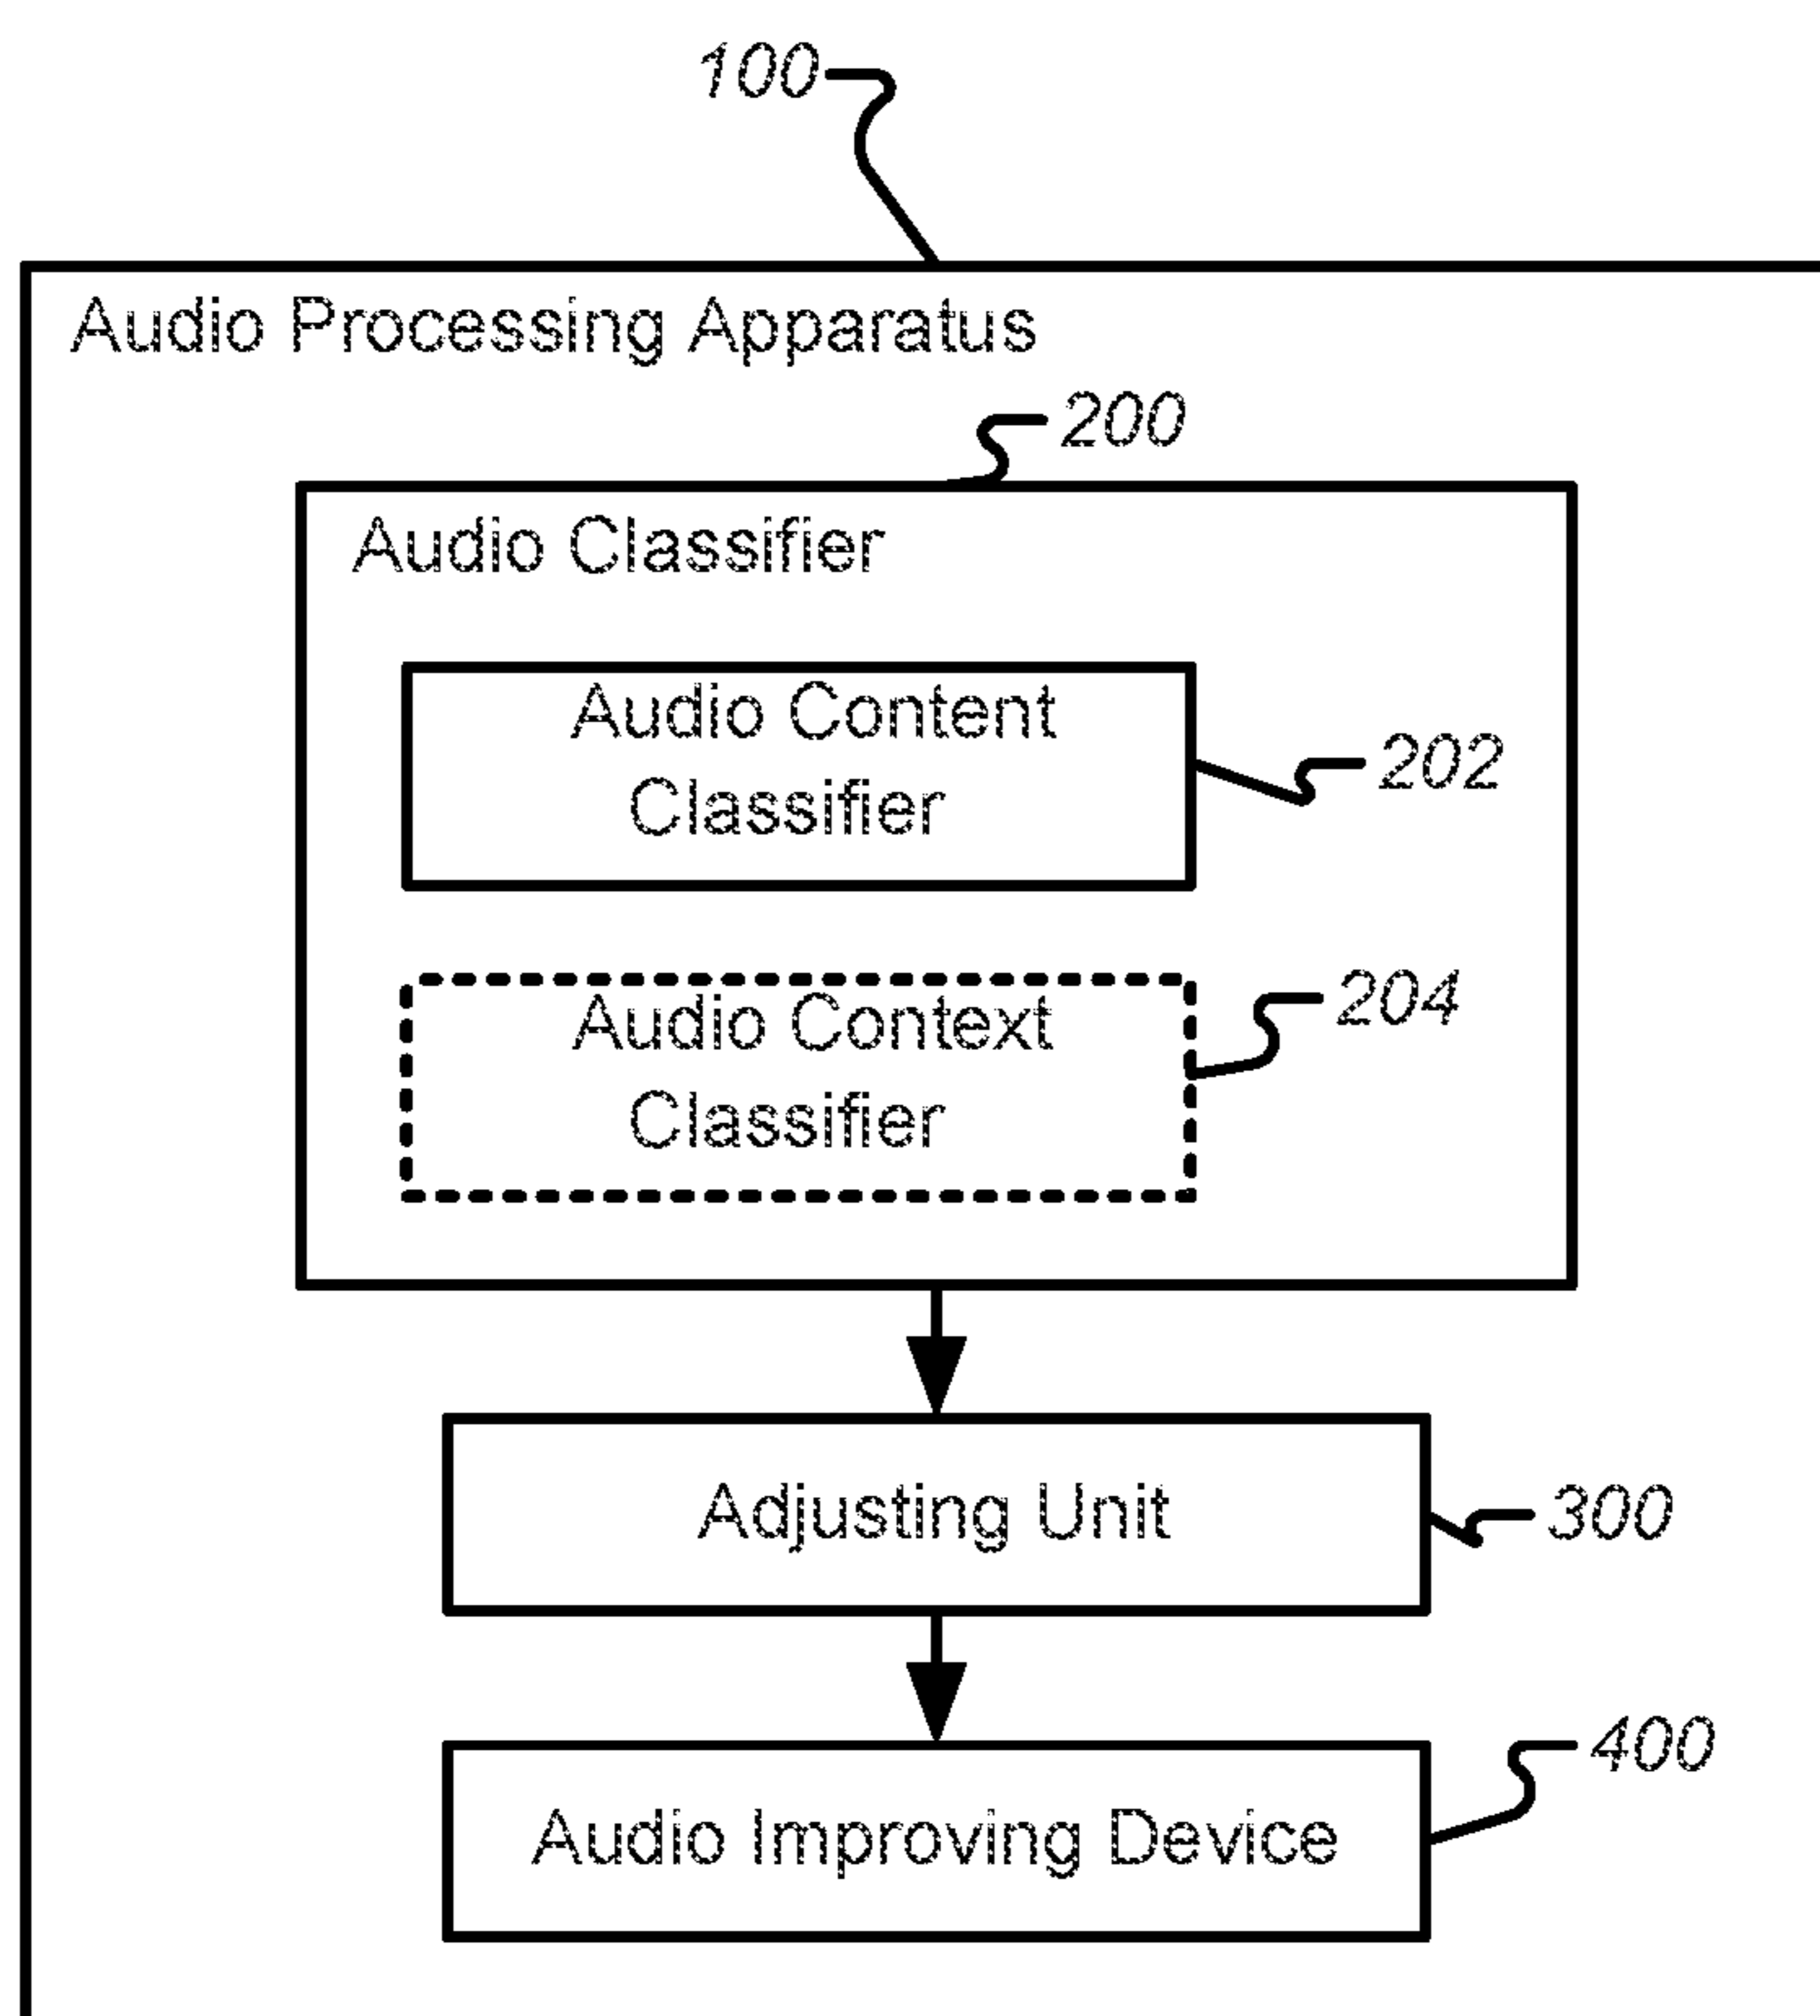 100
Audio Processing Apparatus
200
Audio Classifier
Audio Content
Classifier
202
Audio Context
Classifier
204
Adjusting Unit
300
Audio Improving Device
400